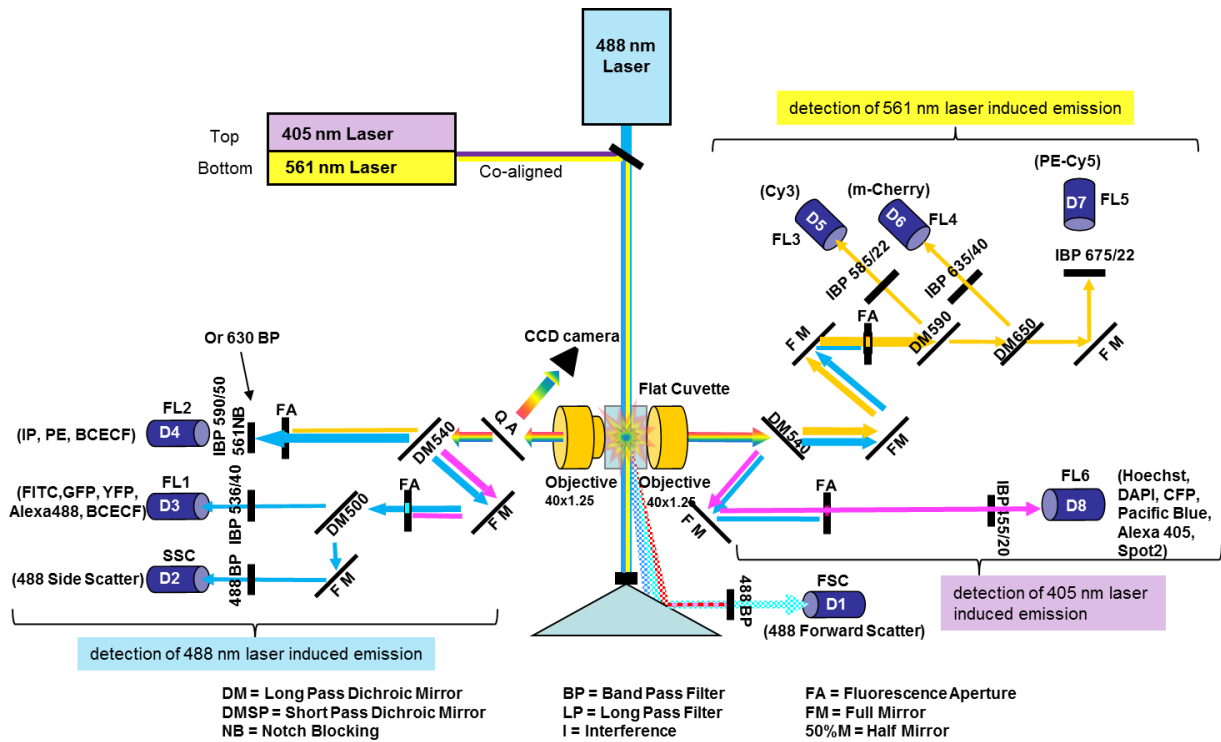 488 nm
Laser
detection of 561 nm laser induced emission
Top
405 nm Laser
Bottom
561 nm Laser
Co-aligned
(PE-Cy5)
D7
FL5
(Cy3)
D5
FL3
(m-Cherry)
D6
FL4
IBP 585/22
IBP 635/40
IBP 675/22
FA
F M
DM590
DM650
F M
CCD camera
Or 630 BP
Flat Cuvette
FL2
D4
(IP, PE, BCECF)
IBP 590/50
561NB
FA
DM540
Q A
Objective
40x1.25
Objective
40x1.25
DM540
FM
FL1
D3
(FITC,GFP, YFP,
Alexa488, BCECF)
IBP 536/40
DM500
FA
F M
F M
FA
IBP 455/20
FL6
D8
(Hoechst,
DAPI, CFP,
Pacific Blue,
Alexa 405,
Spot2)
SSC
D2
(488 Side Scatter)
488 BP
F M
488 BP
FSC
D1
(488 Forward Scatter)
detection of 405 nm laser
induced emission
detection of 488 nm laser induced emission
DM = Long Pass Dichroic Mirror
DMSP = Short Pass Dichroic Mirror
NB = Notch Blocking
BP = Band Pass Filter
LP = Long Pass Filter
I = Interference
FA = Fluorescence Aperture
FM = Full Mirror
50%M = Half Mirror